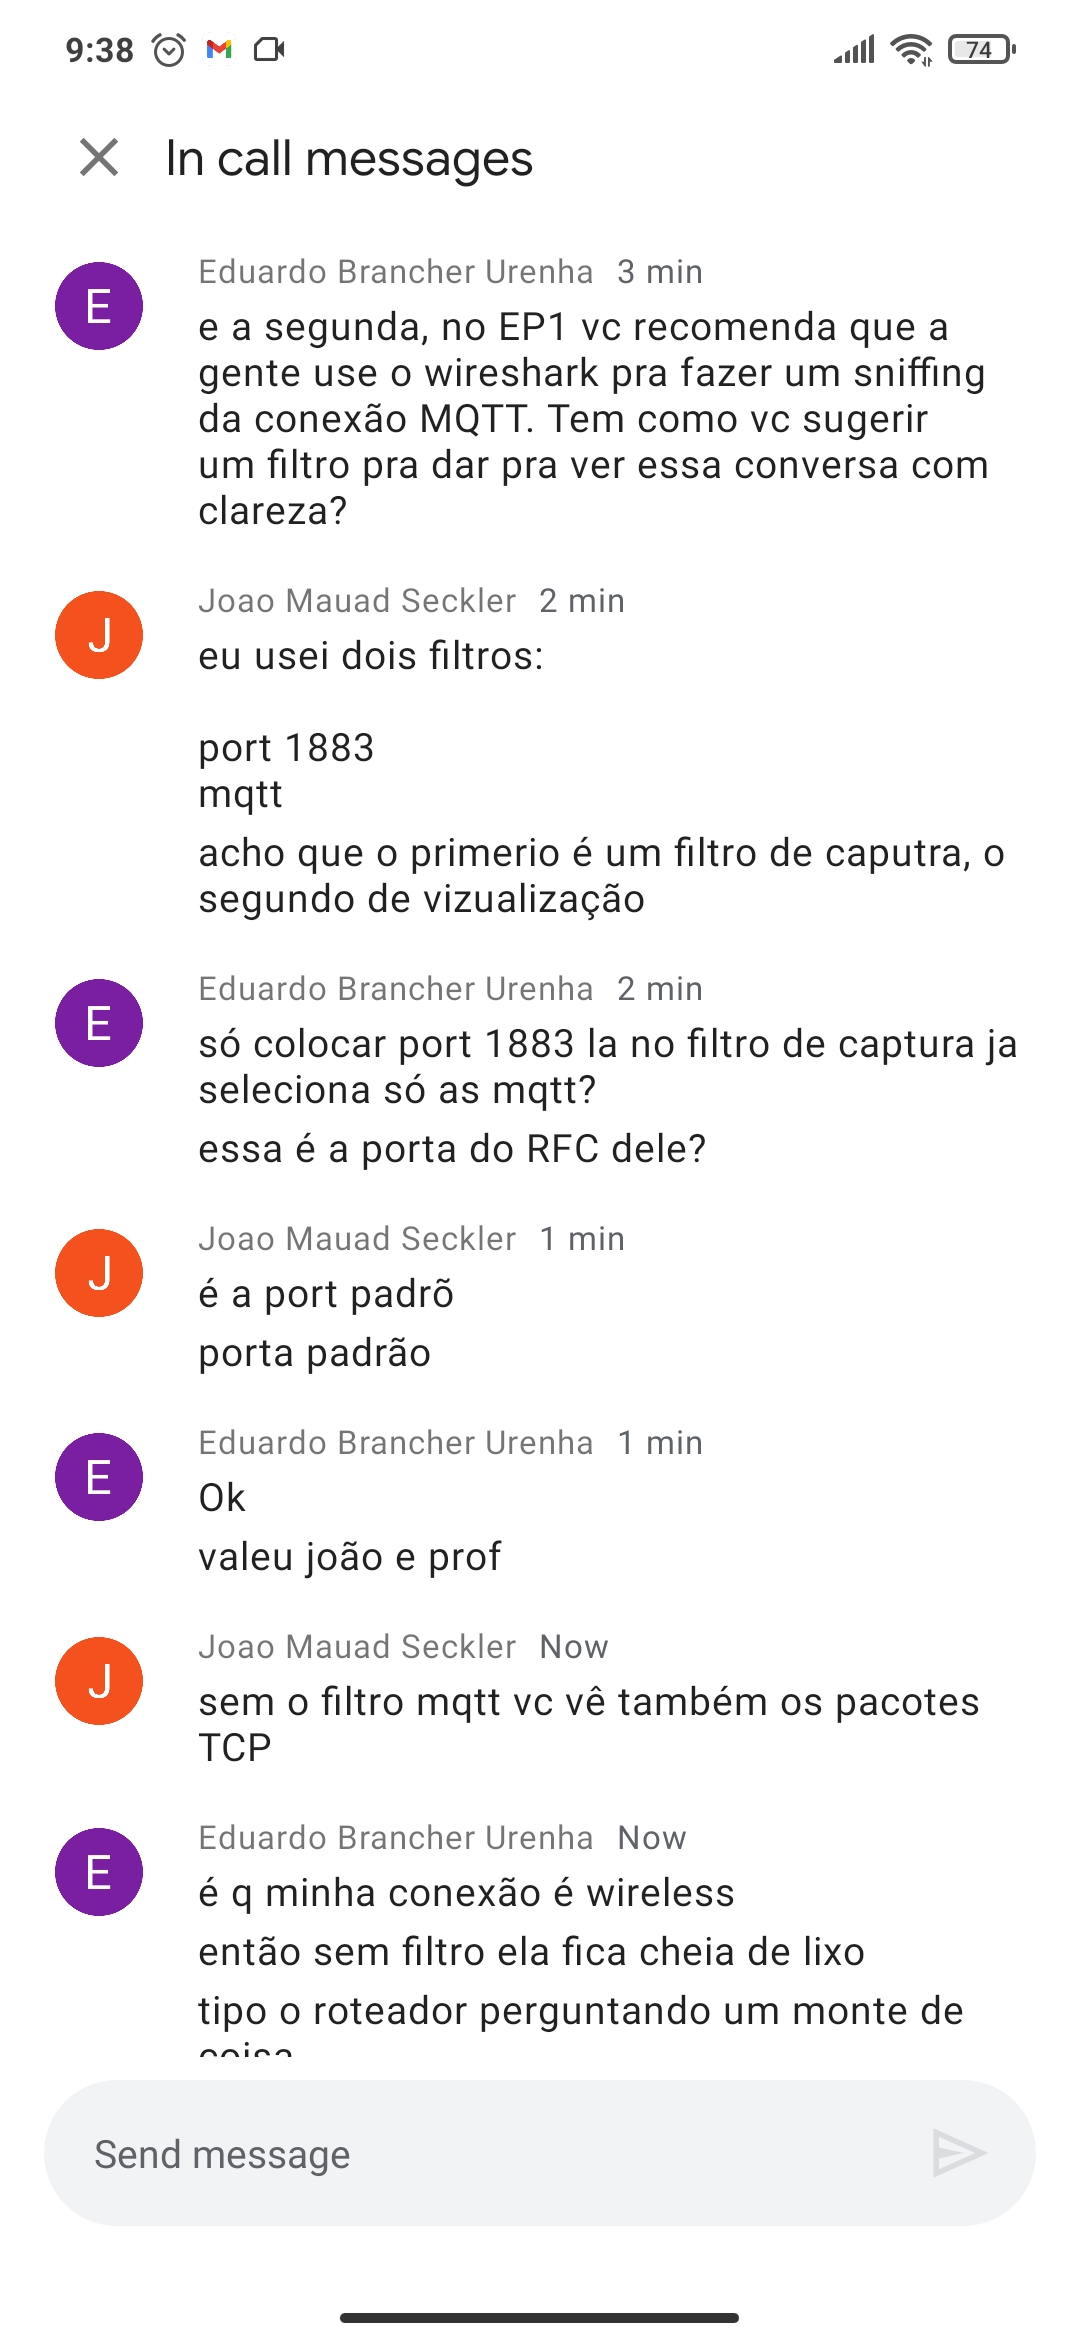 9:38
74
In call messages
Eduardo Brancher Urenha 3 min
E
e a segunda, no EP1 vc recomenda que a
gente use o wireshark pra fazer um sniffing
da conexão MQTT. Tem como vc sugerir
um filtro pra dar pra ver essa conversa com
clareza?
Joao Mauad Seckler 2 min
J
eu usei dois filtros:
port 1883
mqtt
acho que o primerio é um filtro de caputra, o
segundo de vizualização
Eduardo Brancher Urenha 2 min
E
só colocar port 1883 la no filtro de captura ja
seleciona só as mqtt?
essa é a porta do RFC dele?
Joao Mauad Seckler 1 min
J
é a port padrõ
porta padrão
Eduardo Brancher Urenha 1 min
E
Ok
valeu joão e prof
Joao Mauad Seckler Now
J
sem o filtro mqtt vc vê também os pacotes
TCP
Eduardo Brancher Urenha Now
E
é q minha conexão é wireless
então sem filtro ela fica cheia de lixo
tipo o roteador perguntando um monte de
coisa
Send message